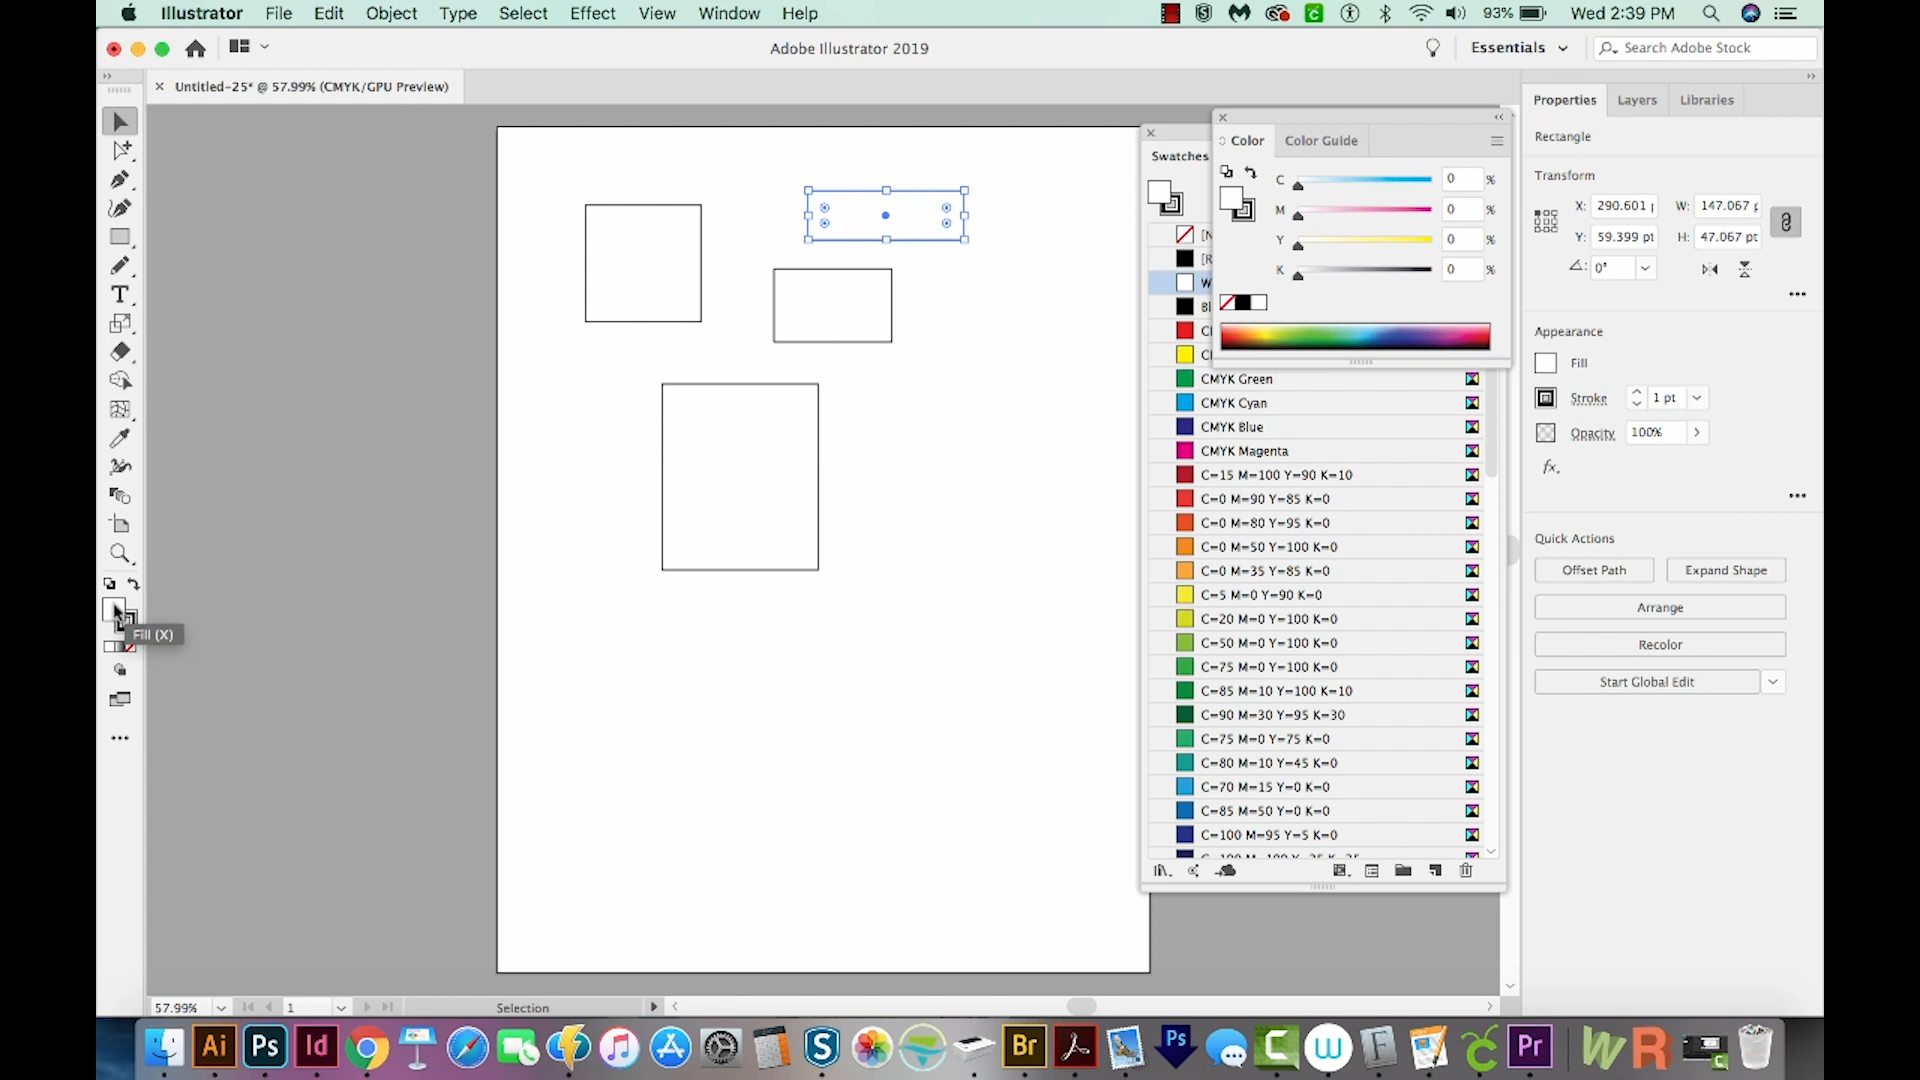 Illustrator File Edit Object Type Select Effect View Window Help 93% Wed 2:39 PM
Adobe Illustrator 2019 Essentials Search Adobe Stock
Untitled-25* @ 57.99% (CMYK/GPU Preview)
Properties Layers Libraries
Rectangle
Transform
X: 290.601 W: 147.067
Y: 59.399 pt H: 47.067 pt
0°
Appearance
Fill
Stroke 1 pt
Opacity 100%
fx.
Quick Actions
Offset Path Expand Shape
Arrange
Recolor
Start Global Edit
Color Color Guide
C 0 %
M 0 %
Y 0 %
K 0 %
Swatches
CMYK Green
CMYK Cyan
CMYK Blue
CMYK Magenta
C=15 M=100 Y=90 K=10
C=0 M=90 Y=85 K=0
C=0 M=80 Y=95 K=0
C=0 M=50 Y=100 K=0
C=0 M=35 Y=85 K=0
C=5 M=0 Y=90 K=0
C=20 M=0 Y=100 K=0
C=50 M=0 Y=100 K=0
C=75 M=0 Y=100 K=0
C=85 M=10 Y=100 K=10
C=90 M=30 Y=95 K=30
C=75 M=0 Y=75 K=0
C=80 M=10 Y=45 K=0
C=70 M=15 Y=0 K=0
C=85 M=50 Y=0 K=0
C=100 M=95 Y=5 K=0
Fill (X)
57.99% 1 Selection
Ai Ps Id S Br Ps C W F Pr W R